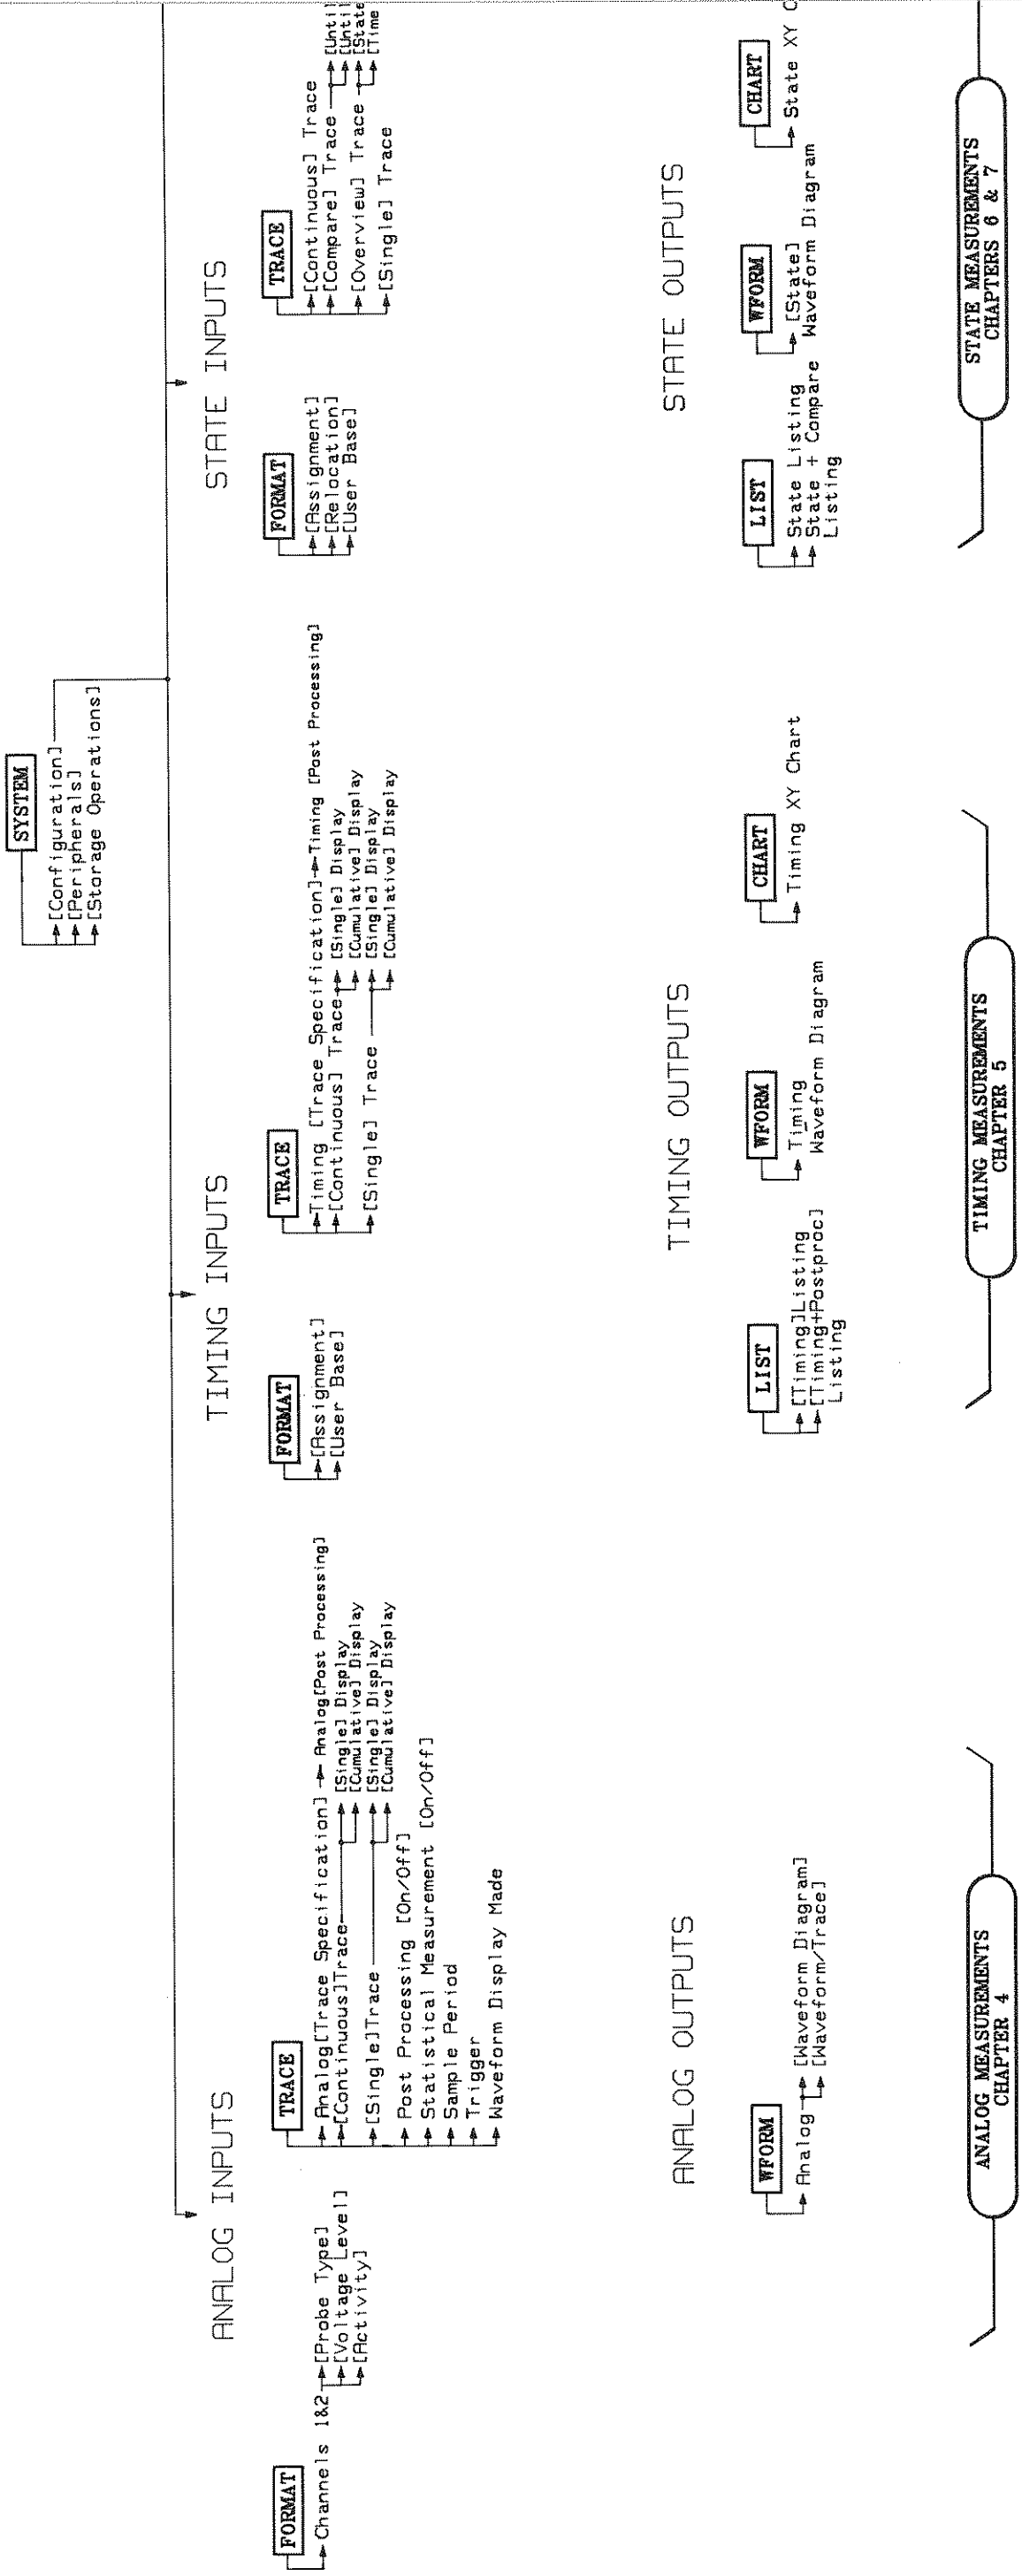 SYSTEM
[Configuration]
[Peripherals]
[Storage Operations]
ANALOG INPUTS
FORMAT
Channels 1&2
[Probe Type]
[Voltage Level]
[Activity]
TRACE
Analog[Trace Specification]
Analog[Post Processing]
[Continuous]Trace
[Single] Display
[Cumulative] Display
[Single]Trace
[Single] Display
[Cumulative] Display
Post Processing [On/Off]
Statistical Measurement [On/Off]
Sample Period
Trigger
Waveform Display Made
TIMING INPUTS
FORMAT
[Assignment]
[User Base]
TRACE
Timing [Trace Specification]
Timing [Post Processing]
[Continuous] Trace
[Single] Display
[Cumulative] Display
[Single] Trace
[Single] Display
[Cumulative] Display
STATE INPUTS
FORMAT
[Assignment]
[Relocation]
[User Base]
TRACE
[Continuous] Trace
[Compare] Trace
[Until
[Until
[Overview] Trace
[State
[Time
[Single] Trace
ANALOG OUTPUTS
WFORM
Analog
[Waveform Diagram]
[Waveform/Trace]
TIMING OUTPUTS
LIST
[Timing]Listing
[Timing+Postproc]
Listing
WFORM
Timing
Waveform Diagram
CHART
Timing XY Chart
STATE OUTPUTS
LIST
State Listing
State + Compare
Listing
WFORM
[State]
Waveform Diagram
CHART
State XY C
ANALOG MEASUREMENTS
CHAPTER 4
TIMING MEASUREMENTS
CHAPTER 5
STATE MEASUREMENTS
CHAPTERS 6 & 7